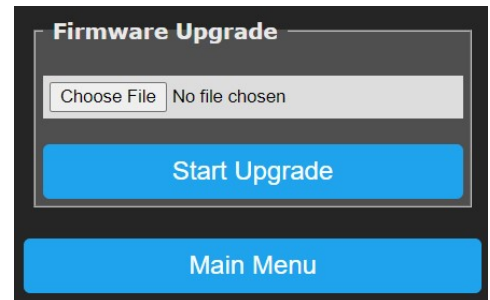 Firmware Upgrade
Choose File No file chosen
Start Upgrade
Main Menu